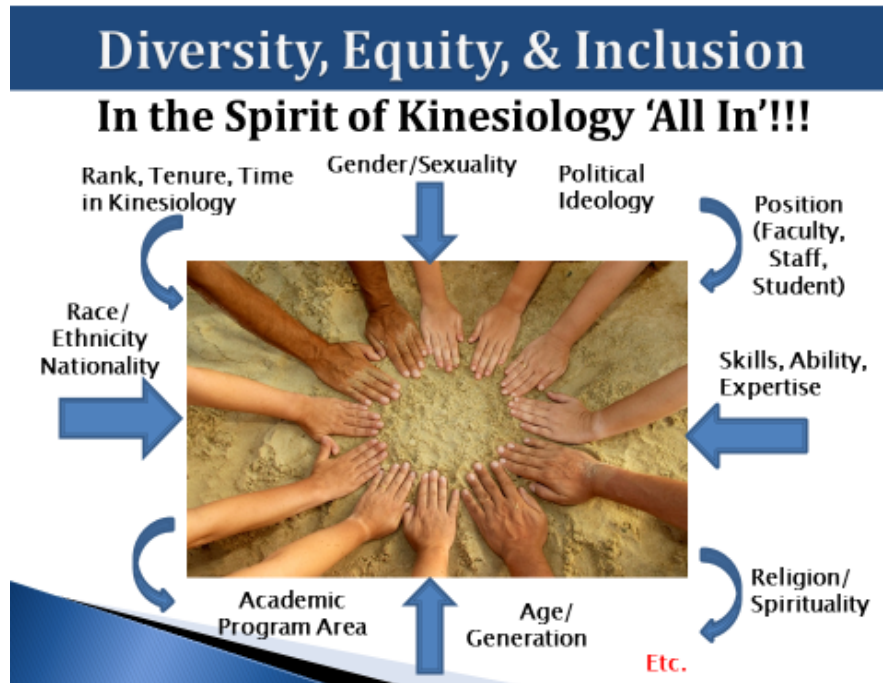 Diversity, Equity, & Inclusion
In the Spirit of Kinesiology ‘All In’!!!
Rank, Tenure, Time
in Kinesiology
Gender/Sexuality
Political
Ideology
Position
(Faculty,
Staff,
Student)
Race/
Ethnicity
Nationality
Skills, Ability,
Expertise
Academic
Program Area
Age/
Generation
Religion/
Spirituality
Etc.